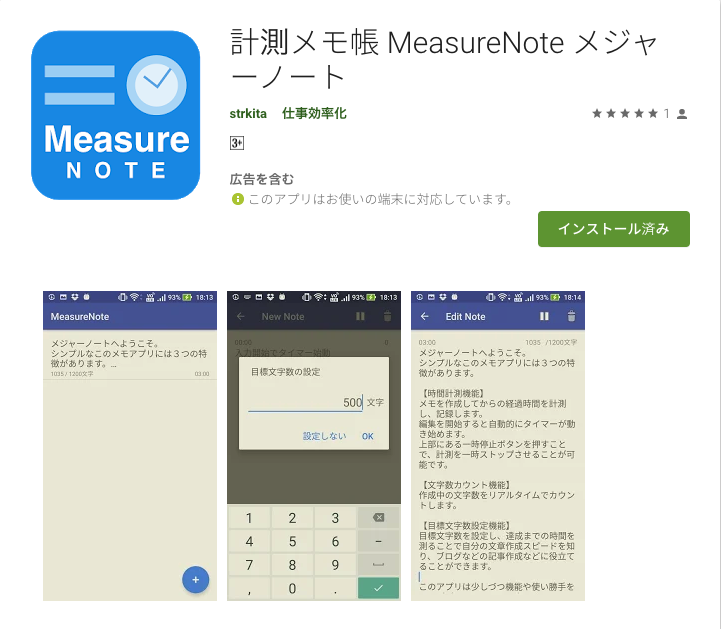 計測メモ帳 MeasureNote メジャ
ーノート
strkita 仕事効率化
1
3+
広告を含む
このアプリはお使いの端末に対応しています。
インストール済み
Measure
NOTE
93% 18:13
MeasureNote
メジャーノートへようこそ。
シンプルなこのメモアプリには３つの特
徴があります。...
1035 / 1200文字 03:00
+
93% 18:13
New Note
00:00 0
入力開始でタイマー始動
目標文字数の設定
500 文字
設定しない OK
1 2 3
4 5 6 -
7 8 9
, 0 .
93% 18:14
Edit Note
03:00 1035 /1200文字
メジャーノートへようこそ。
シンプルなこのメモアプリには３つの特
徴があります。
【時間計測機能】
メモを作成してからの経過時間を計測
し、記録します。
編集を開始すると自動的にタイマーが動
き始めます。
上部にある一時停止ボタンを押すこと
で、計測を一時ストップさせることが可
能です。
【文字数カウント機能】
作成中の文字数をリアルタイムでカウン
トします。
【目標文字数設定機能】
目標文字数を設定し、達成までの時間を
測ることで自分の文章作成スピードを知
り、ブログなどの記事作成などに役立て
ることができます。
このアプリは少しづつ機能や使い勝手を